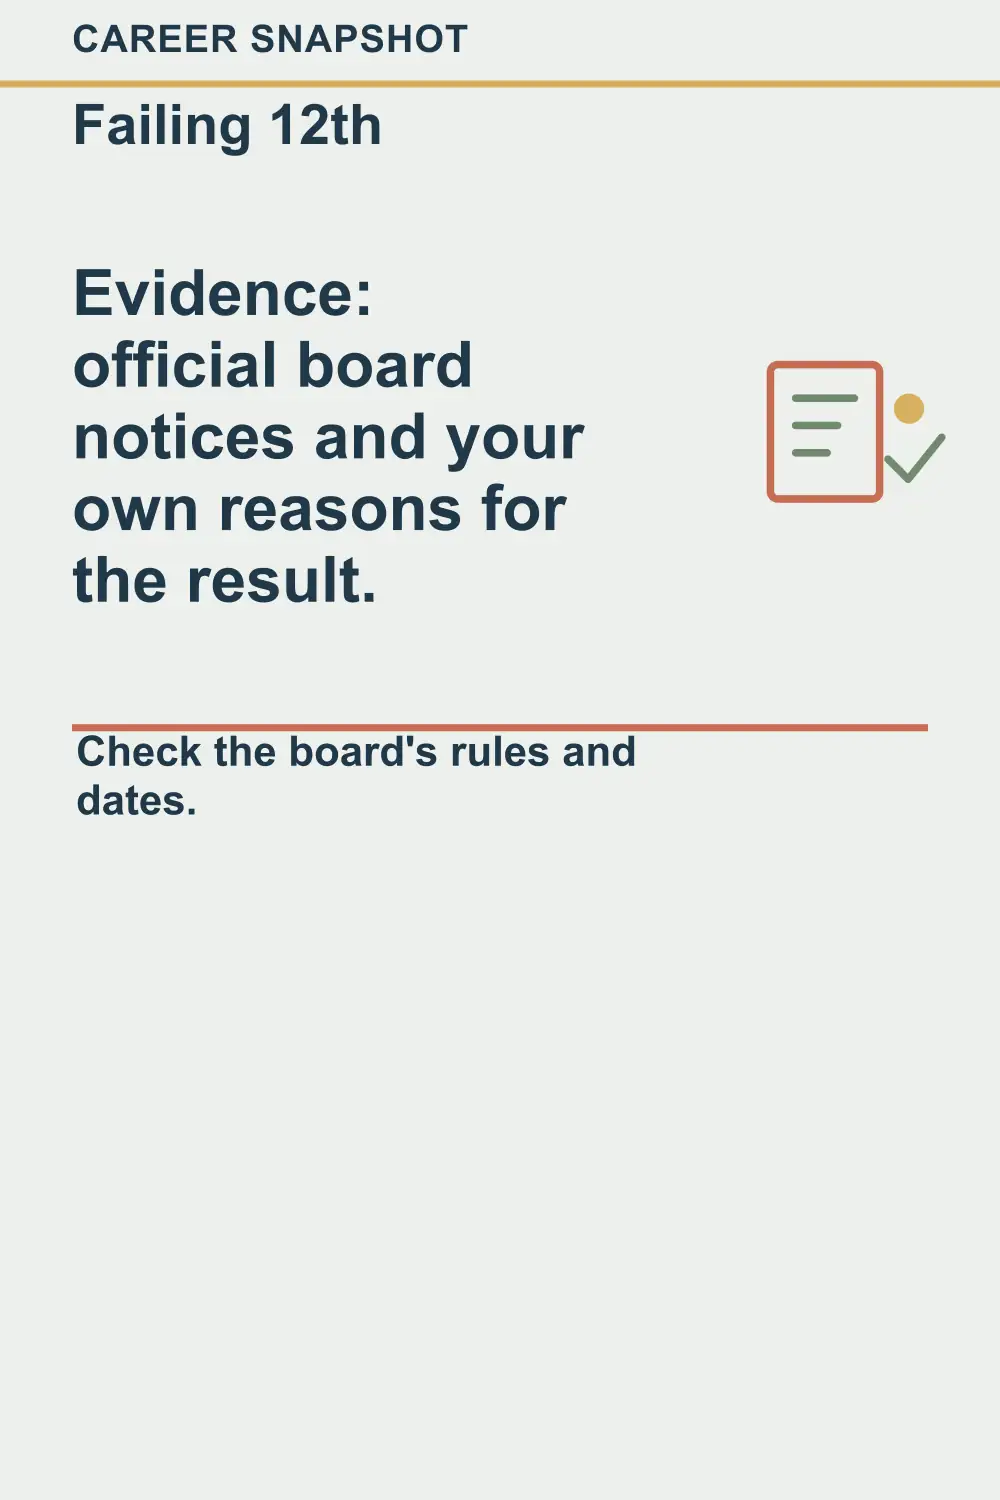 CAREER SNAPSHOT
Failing 12th
Evidence:
official board
notices and your
own reasons for
the result.
Check the board's rules and
dates.